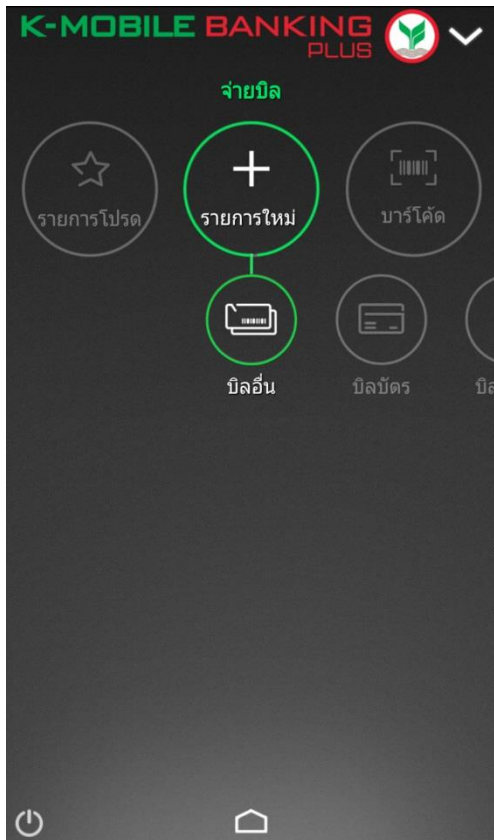 K-MOBILE BANKING
PLUS
จ่ายบิล
รายการโปรด
รายการใหม่
บาร์โค้ด
บิลอื่น
บิลบัตร